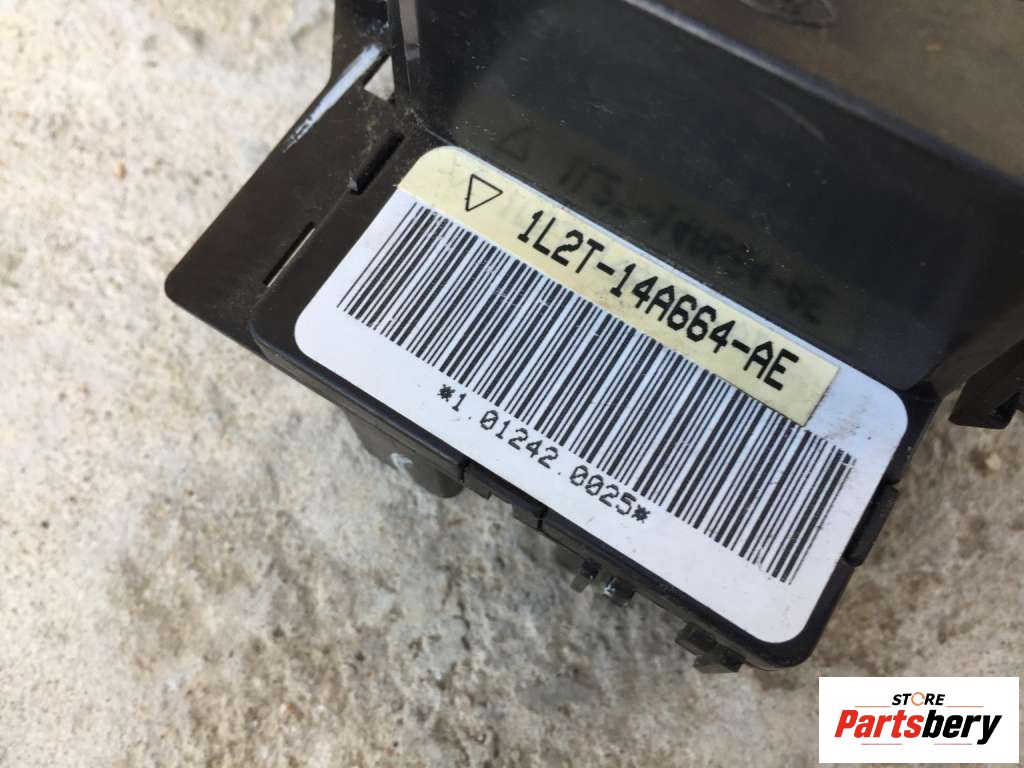 1L2T-14A664-AE
*1.01242.0025*
STORE
Partsbery